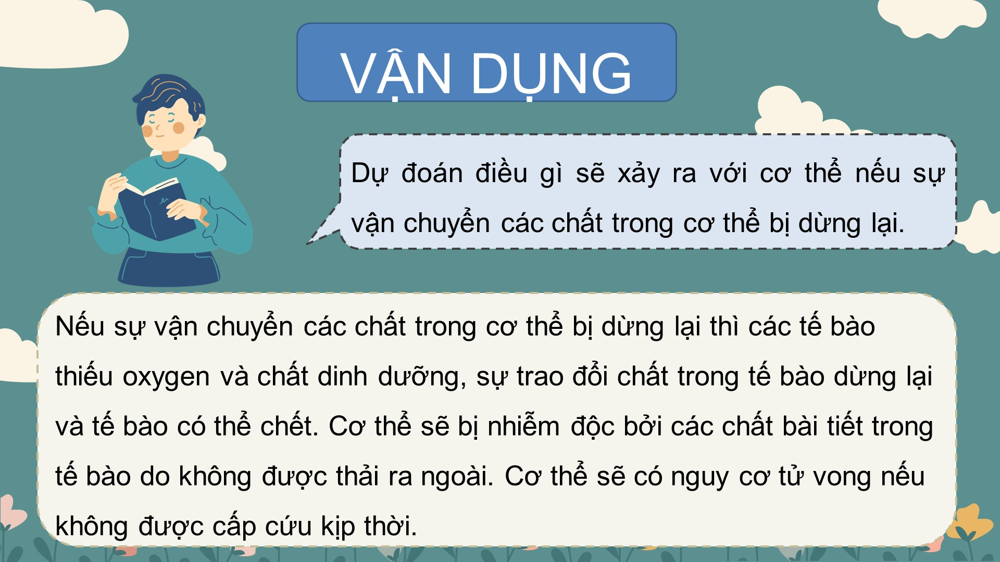 VẬN DỤNG
Dự đoán điều gì sẽ xảy ra với cơ thể nếu sự
vận chuyển các chất trong cơ thể bị dừng lại.
Nếu sự vận chuyển các chất trong cơ thể bị dừng lại thì các tế bào
thiếu oxygen và chất dinh dưỡng, sự trao đổi chất trong tế bào dừng lại
và tế bào có thể chết. Cơ thể sẽ bị nhiễm độc bởi các chất bài tiết trong
tế bào do không được thải ra ngoài. Cơ thể sẽ có nguy cơ tử vong nếu
không được cấp cứu kịp thời.